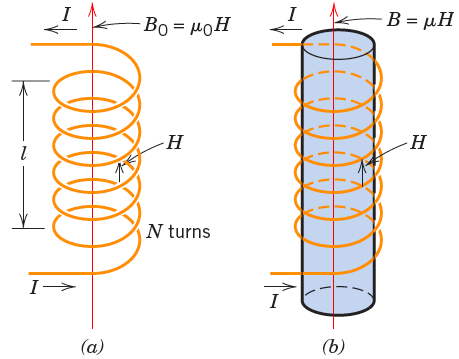 I
B₀ = μ₀H
H
l
N turns
I
(a)
I
B = μH
H
I
(b)